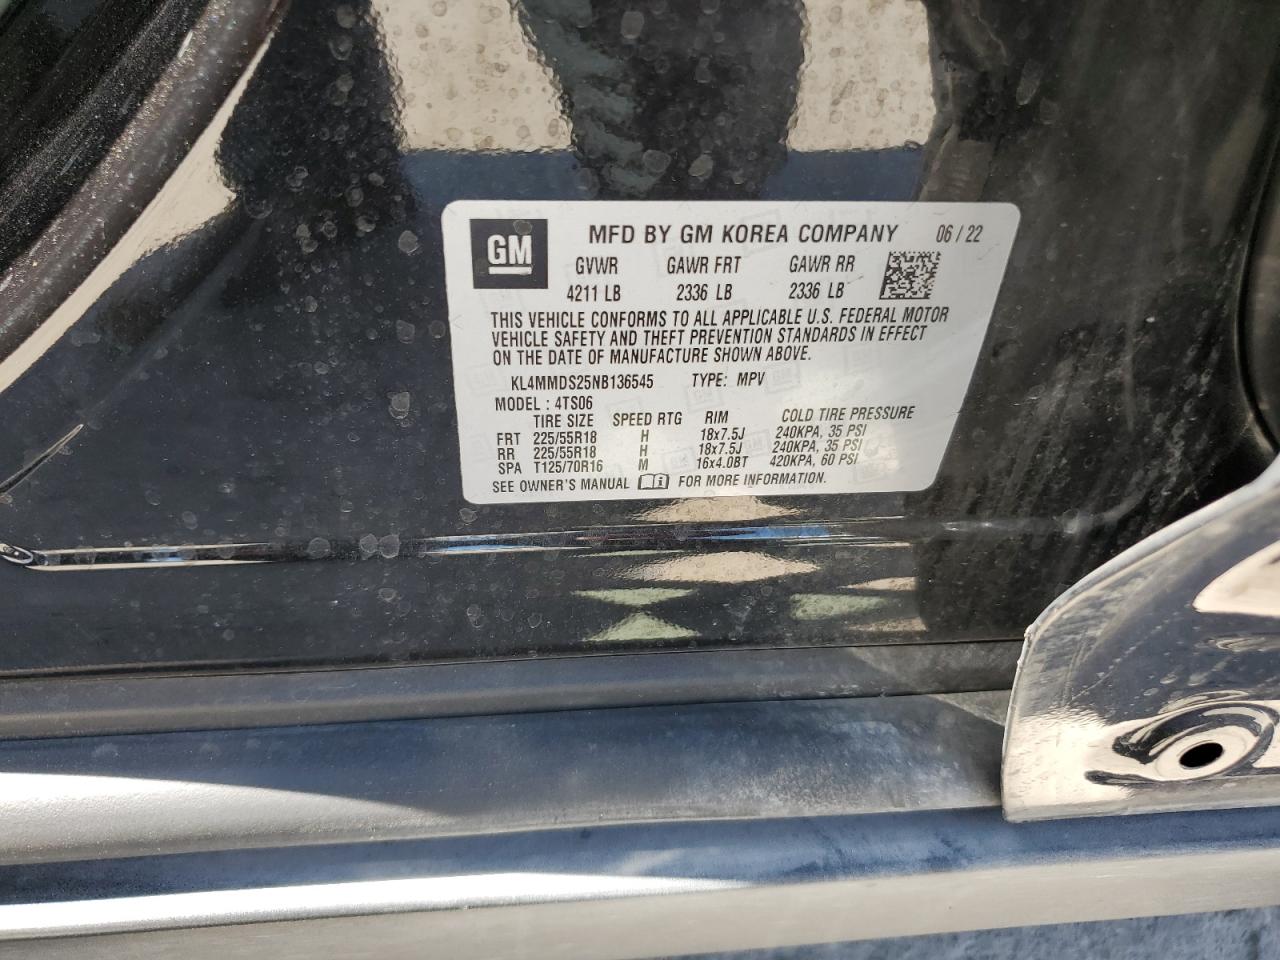 GM MFD BY GM KOREA COMPANY 06 / 22
GVWR GAWR FRT GAWR RR
4211 LB 2336 LB 2336 LB
THIS VEHICLE CONFORMS TO ALL APPLICABLE U.S. FEDERAL MOTOR
VEHICLE SAFETY AND THEFT PREVENTION STANDARDS IN EFFECT
ON THE DATE OF MANUFACTURE SHOWN ABOVE.
KL4MMDS25NB136545 TYPE: MPV
MODEL : 4TS06
TIRE SIZE SPEED RTG RIM COLD TIRE PRESSURE
FRT 225/55R18 H 18x7.5J 240KPA, 35 PSI
RR 225/55R18 H 18x7.5J 240KPA, 35 PSI
SPA T125/70R16 M 16x4.0BT 420KPA, 60 PSI
SEE OWNER'S MANUAL FOR MORE INFORMATION.